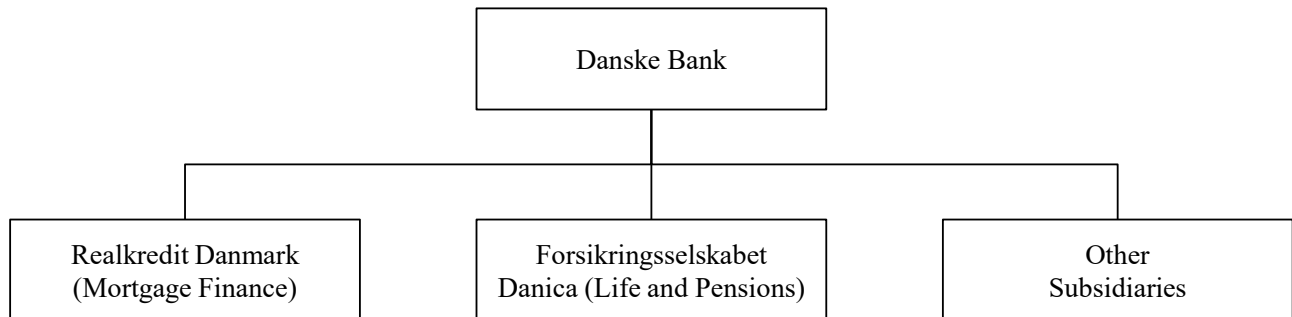 Danske Bank
Realkredit Danmark
(Mortgage Finance)
Forsikringsselskabet
Danica (Life and Pensions)
Other
Subsidiaries